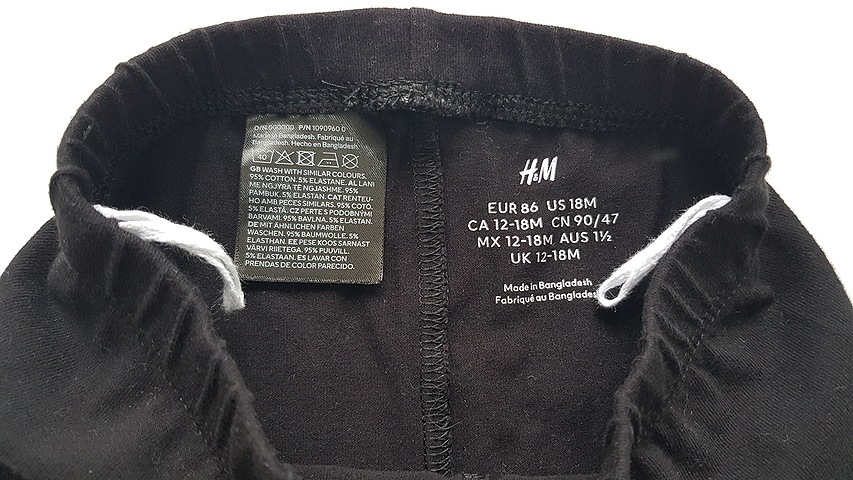 O/N 000000 P/N 1090960 0
Made in Bangladesh. Fabriqué au
Bangladesh. Hecho en Bangladesh.
40
GB WASH WITH SIMILAR COLOURS.
95% COTTON. 5% ELASTANE. AL LANI
ME NGJYRA TË NGJASHME. 95%
PAMBUK. 5% ELASTAN. CAT RENTEU-
HO AMB PECES SIMILARS. 95% COTÓ.
5% ELASTÀ. CZ PERTE S PODOBNÝMI
BARVAMI. 95% BAVLNA. 5% ELASTAN.
DE MIT ÄHNLICHEN FARBEN
WASCHEN. 95% BAUMWOLLE. 5%
ELASTHAN. EE PESE KOOS SARNAST
VÄRVI RIIETEGA. 95% PUUVILL.
5% ELASTAAN. ES LAVAR CON
PRENDAS DE COLOR PARECIDO.
H&M
EUR 86 US 18M
CA 12-18M CN 90/47
MX 12-18M AUS 1½
UK 12-18M
Made in Bangladesh
Fabriqué au Bangladesh